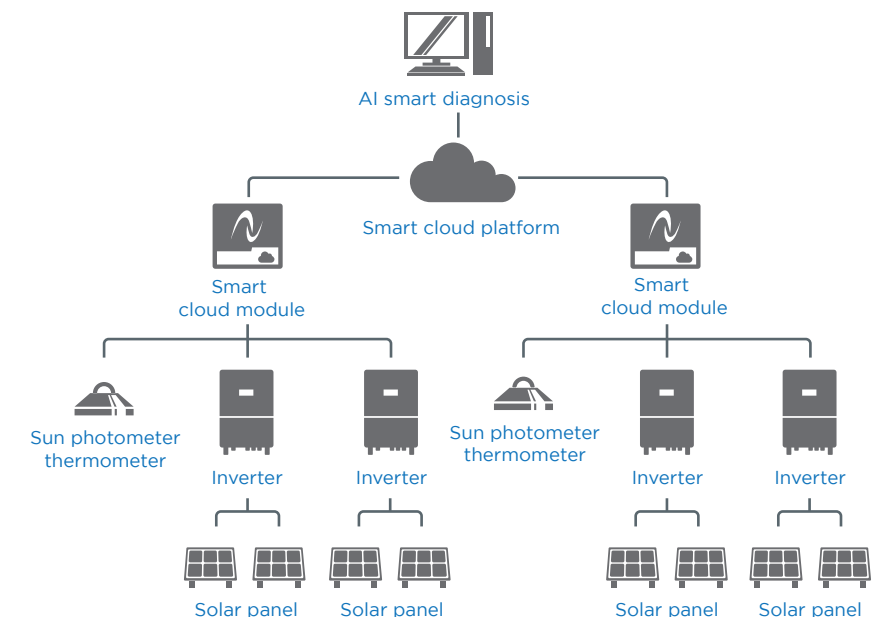 AI smart diagnosis
Smart cloud platform
Smart
cloud module
Smart
cloud module
Sun photometer
thermometer
Inverter
Inverter
Sun photometer
thermometer
Inverter
Inverter
Solar panel
Solar panel
Solar panel
Solar panel